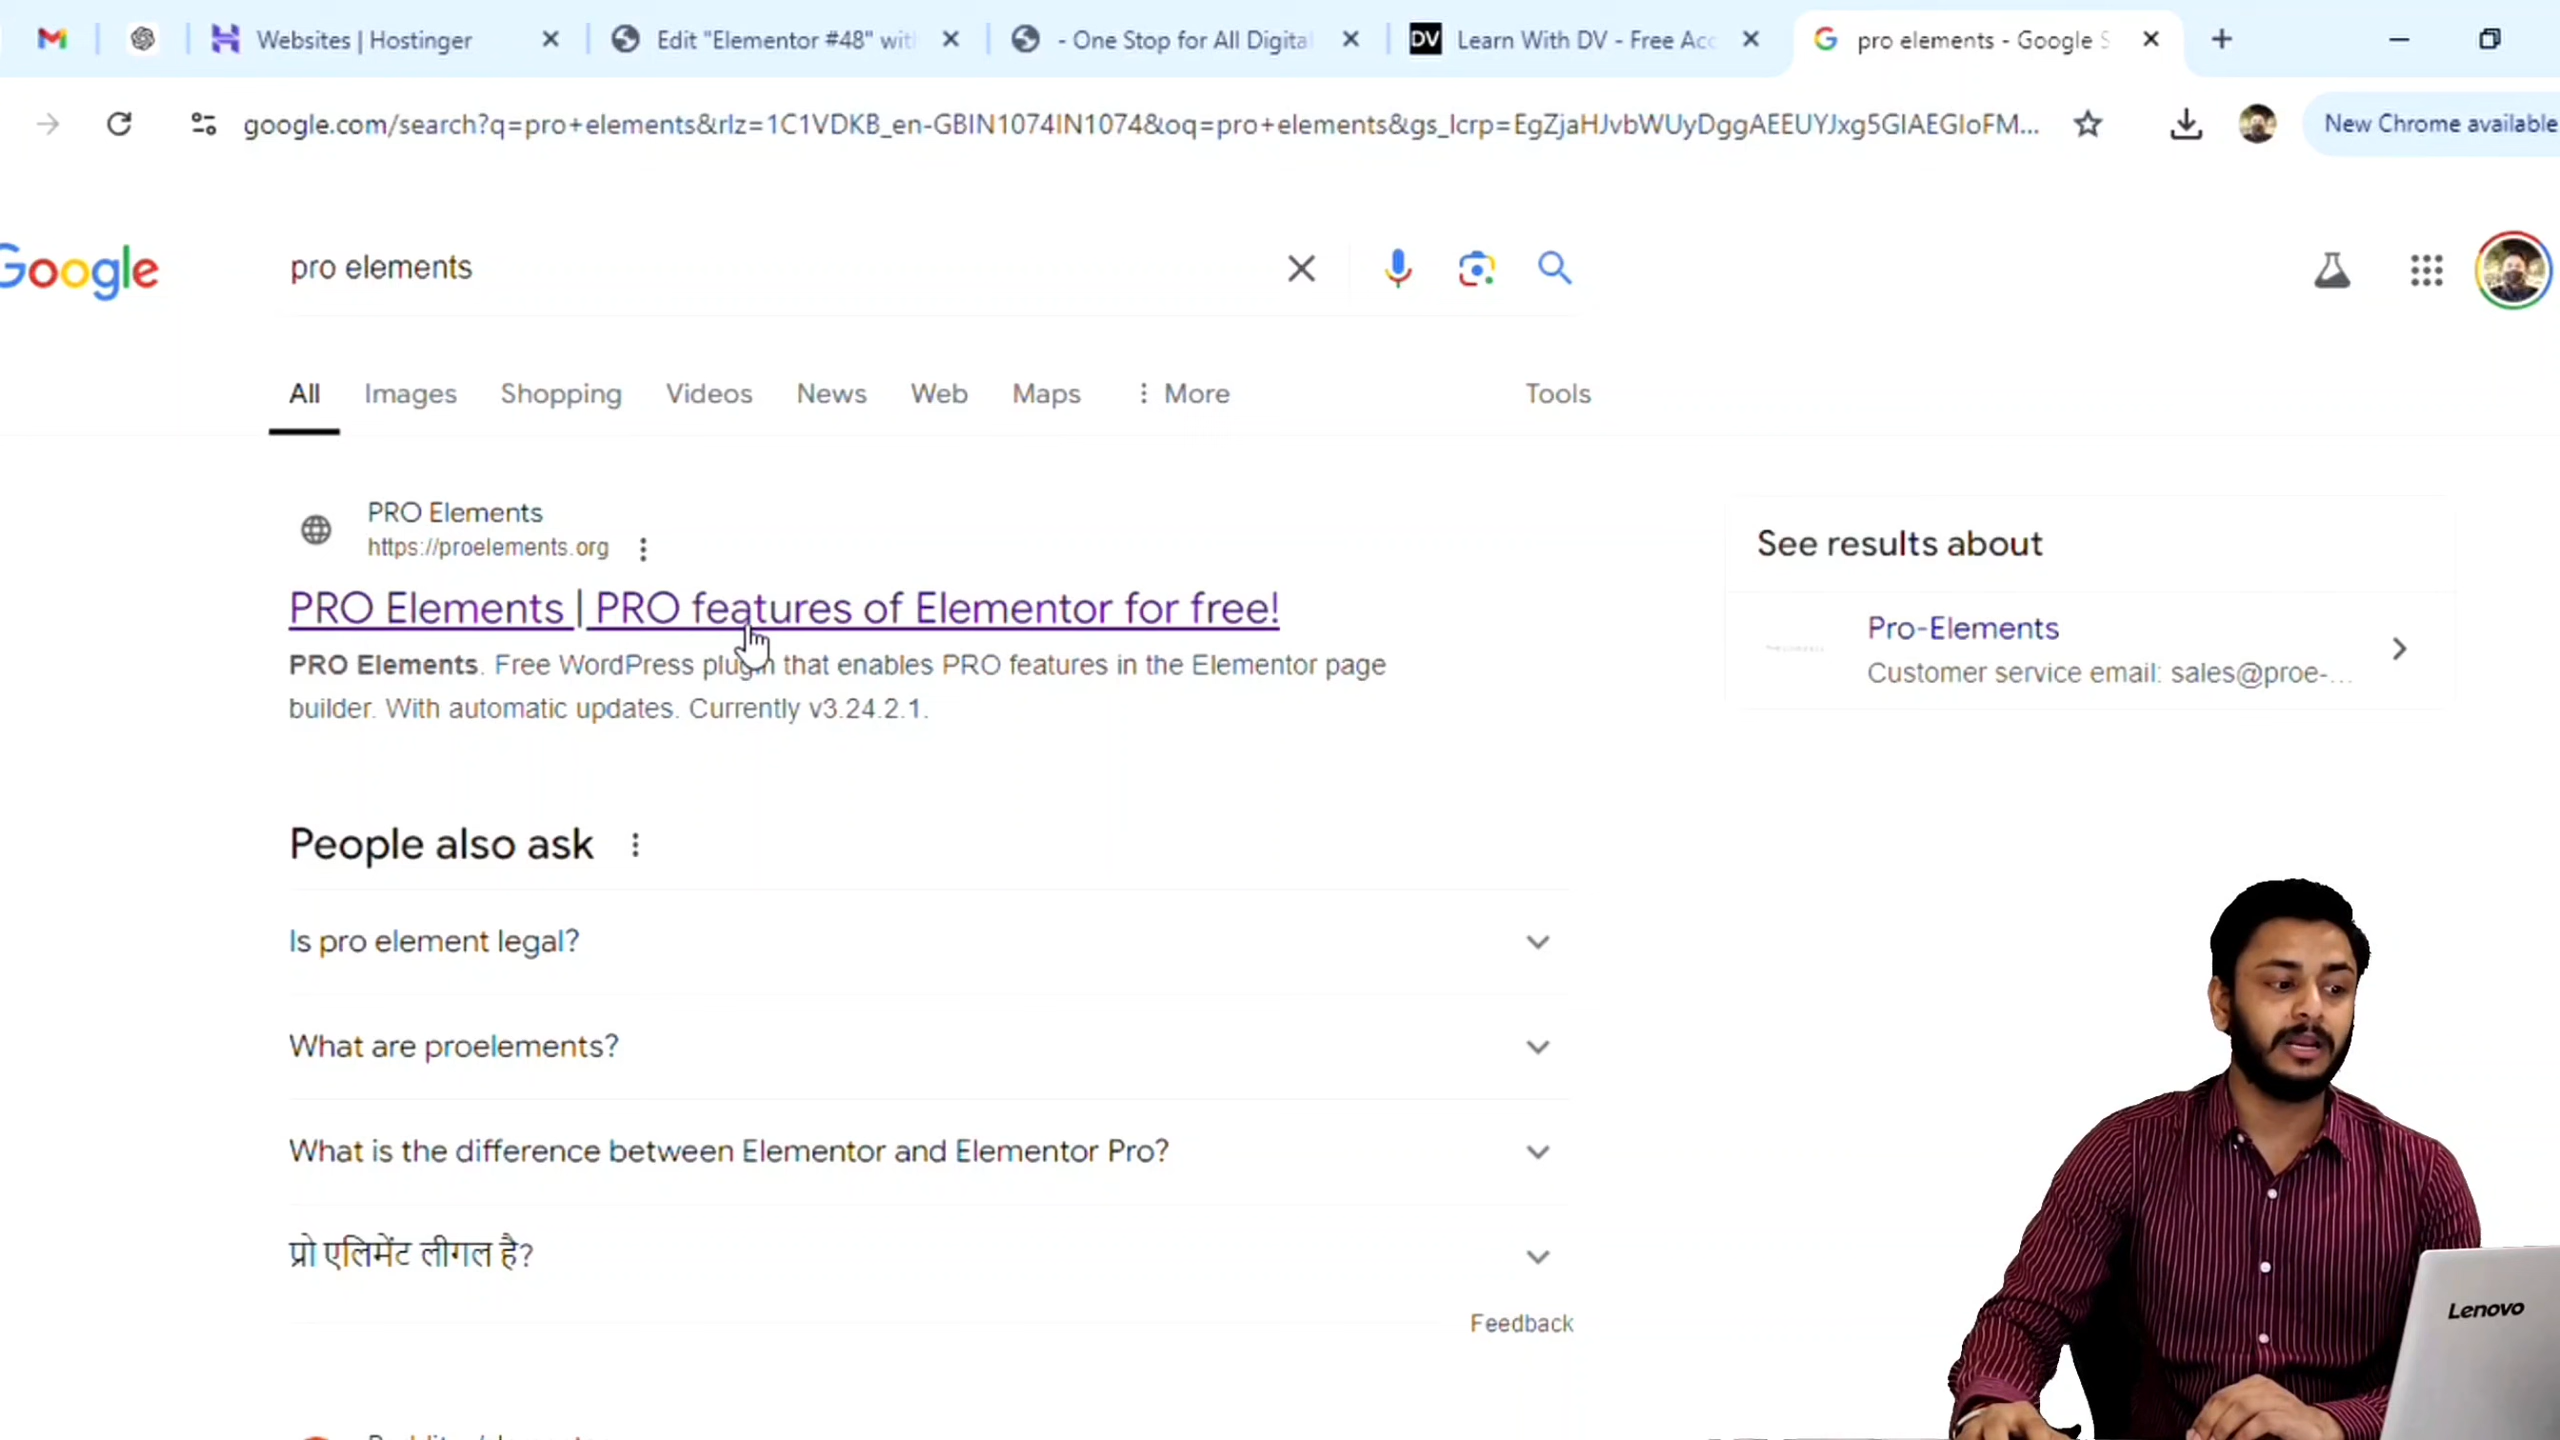 Websites | Hostinger
Edit "Elementor #48" wit
- One Stop for All Digita
DV
Learn With DV - Free Acc
pro elements - Google S
google.com/search?q=pro+elements&rlz=1C1VDKB_en-GBIN1074IN1074&oq=pro+elements&gs_lcrp=EgZjaHJvbWUyDggAEEUYJxg5GIAEGIoFM...
New Chrome available
Google
pro elements
All Images Shopping Videos News Web Maps More Tools
PRO Elements
https://proelements.org
PRO Elements | PRO features of Elementor for free!
PRO Elements. Free WordPress plugin that enables PRO features in the Elementor page
builder. With automatic updates. Currently v3.24.2.1.
See results about
Pro-Elements
Customer service email: sales@proe-...
People also ask
Is pro element legal?
What are proelements?
What is the difference between Elementor and Elementor Pro?
प्रो एलिमेंट लीगल है?
Feedback
Lenovo